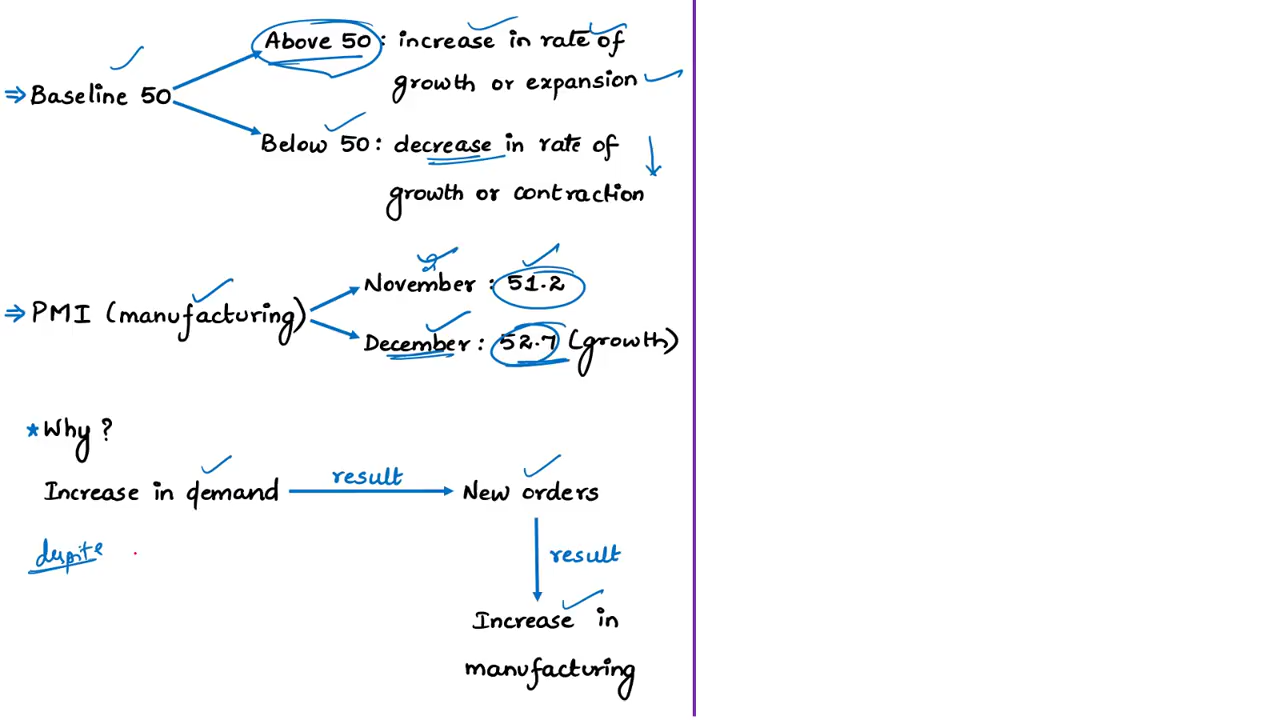 ⇒ Baseline 50
Above 50 : increase in rate of
growth or expansion
Below 50 : decrease in rate of
growth or contraction
⇒ PMI (manufacturing)
November : 51.2
December : 52.7 (growth)
* Why ?
Increase in demand
result
New orders
despite
result
Increase in
manufacturing